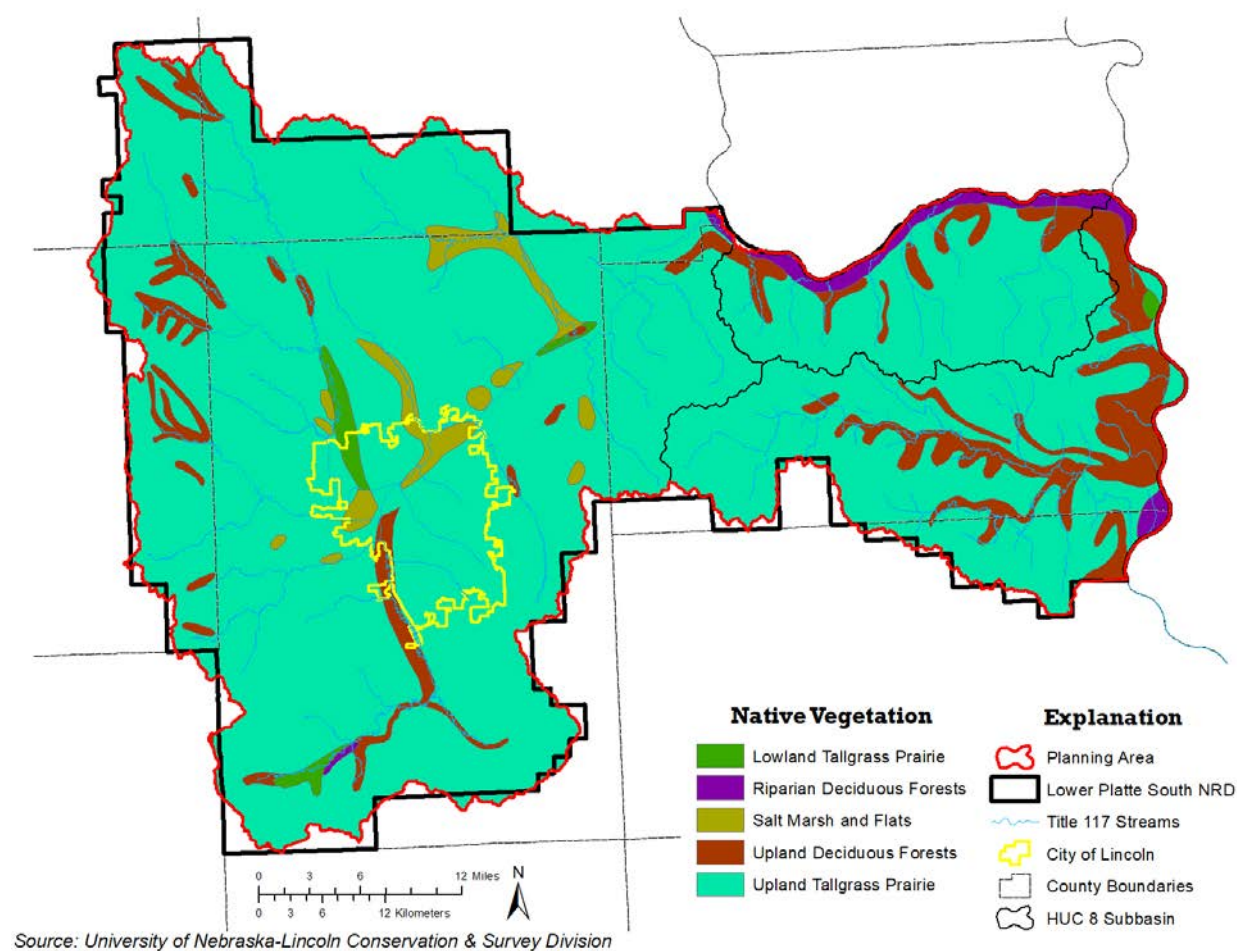 Native Vegetation
Lowland Tallgrass Prairie
Riparian Deciduous Forests
Salt Marsh and Flats
Upland Deciduous Forests
Upland Tallgrass Prairie
Explanation
Planning Area
Lower Platte South NRD
Title 117 Streams
City of Lincoln
County Boundaries
HUC 8 Subbasin
0 3 6 12 Miles
0 3 6 12 Kilometers
N
Source: University of Nebraska-Lincoln Conservation & Survey Division